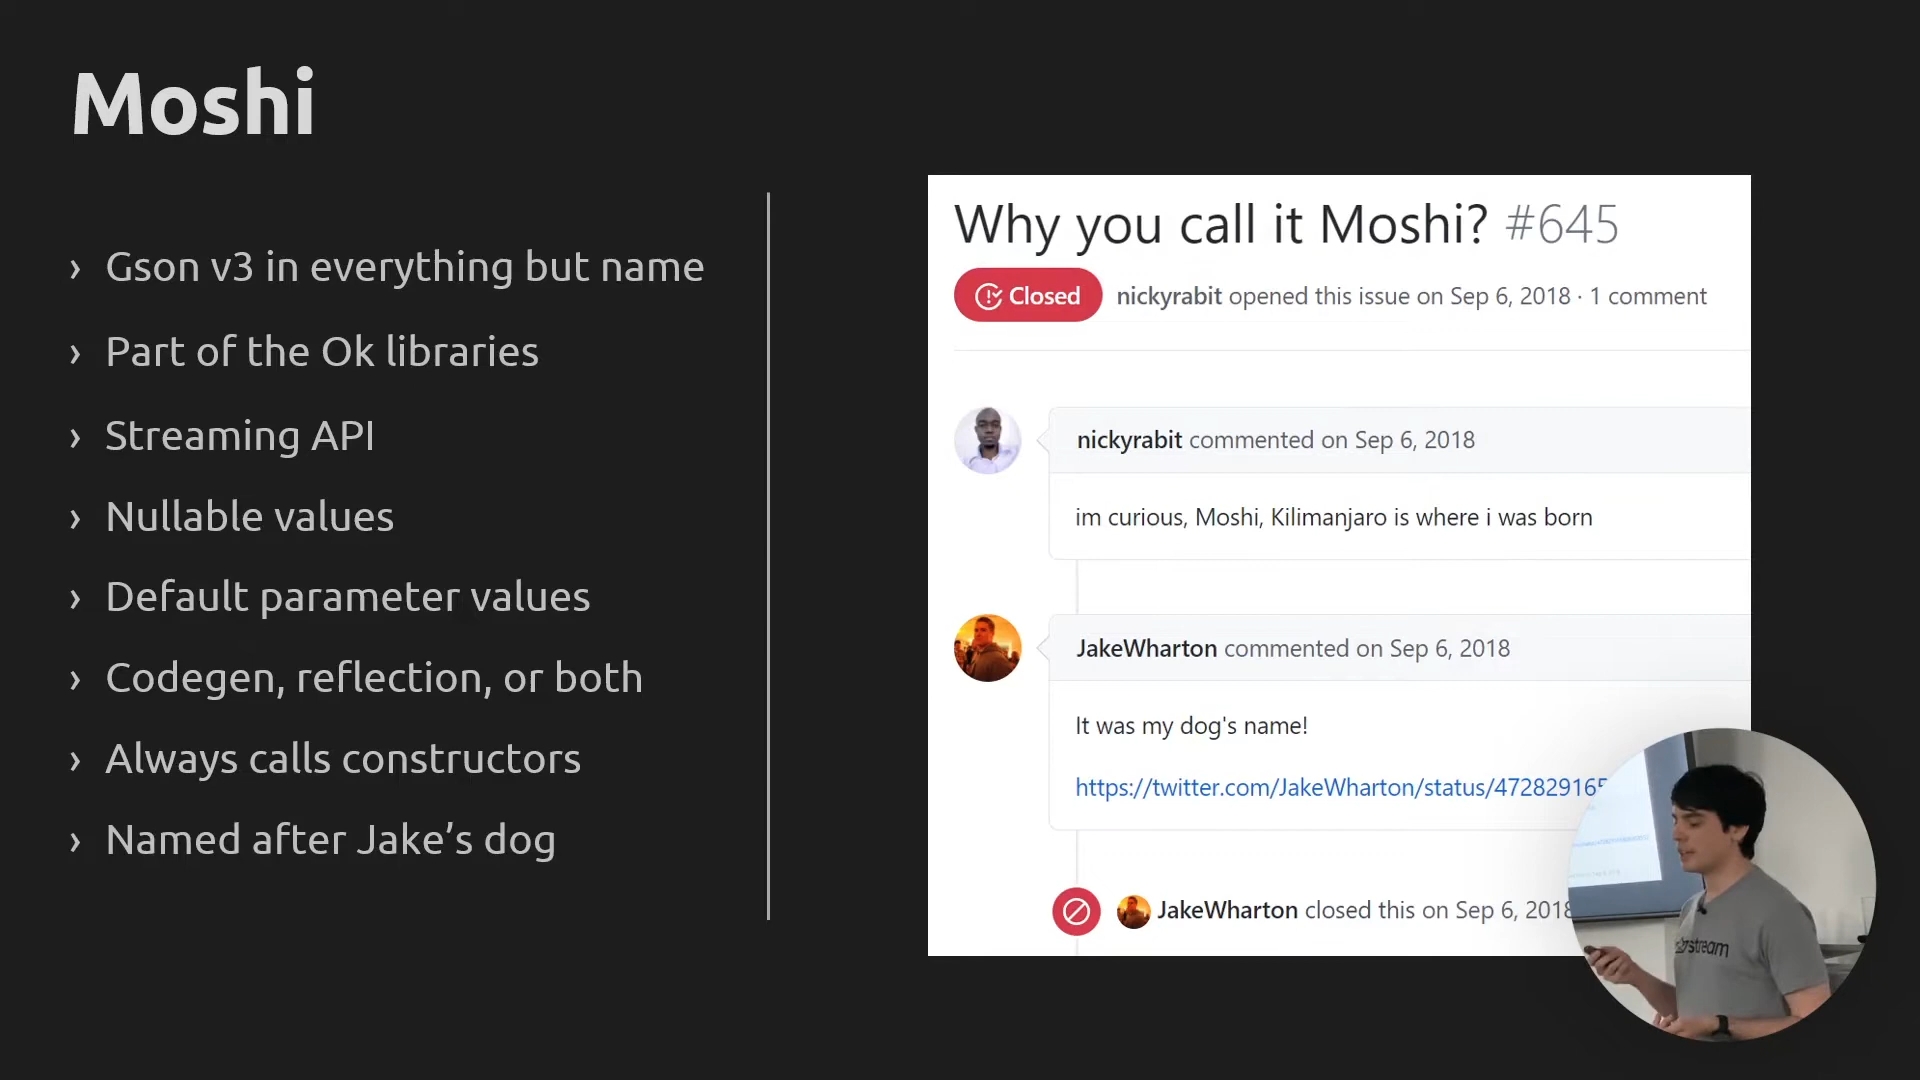 Moshi
› Gson v3 in everything but name
› Part of the Ok libraries
› Streaming API
› Nullable values
› Default parameter values
› Codegen, reflection, or both
› Always calls constructors
› Named after Jake’s dog
Why you call it Moshi? #645
Closed nickyrabit opened this issue on Sep 6, 2018 · 1 comment
nickyrabit commented on Sep 6, 2018
im curious, Moshi, Kilimanjaro is where i was born
JakeWharton commented on Sep 6, 2018
It was my dog's name!
https://twitter.com/JakeWharton/status/472829165
JakeWharton closed this on Sep 6, 2018
stream